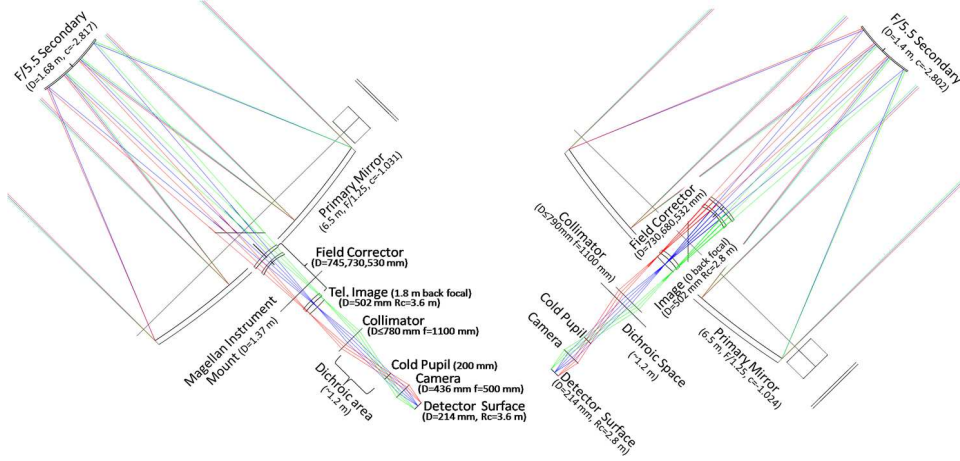 F/5.5 Secondary
(D=1.68 m, c=-2.817)
Primary Mirror
(6.5 m, F/1.25, c=-1.031)
Field Corrector
(D=745,730,530 mm)
Tel. Image (1.8 m back focal)
(D=502 mm Rc=3.6 m)
Magellan Instrument
Mount (D=1.37 m)
Collimator
(D≤780 mm f=1100 mm)
Dichroic area
(~1.2 m)
Cold Pupil (200 mm)
Camera
(D=436 mm f=500 mm)
Detector Surface
(D=214 mm, Rc=3.6 m)
F/5.5 Secondary
(D=1.4 m, c=-2.802)
Field Corrector
(D=730,680,532 mm)
Collimator
(D≤790mm f=1100 mm)
Image (0 back focal)
(D=502 mm Rc=2.8 m)
Cold Pupil
Camera
Dichroic Space
(~1.2 m)
Primary Mirror
(6.5 m, F/1.25, c=-1.024)
Detector Surface
(D=214 mm, Rc=2.8 m)